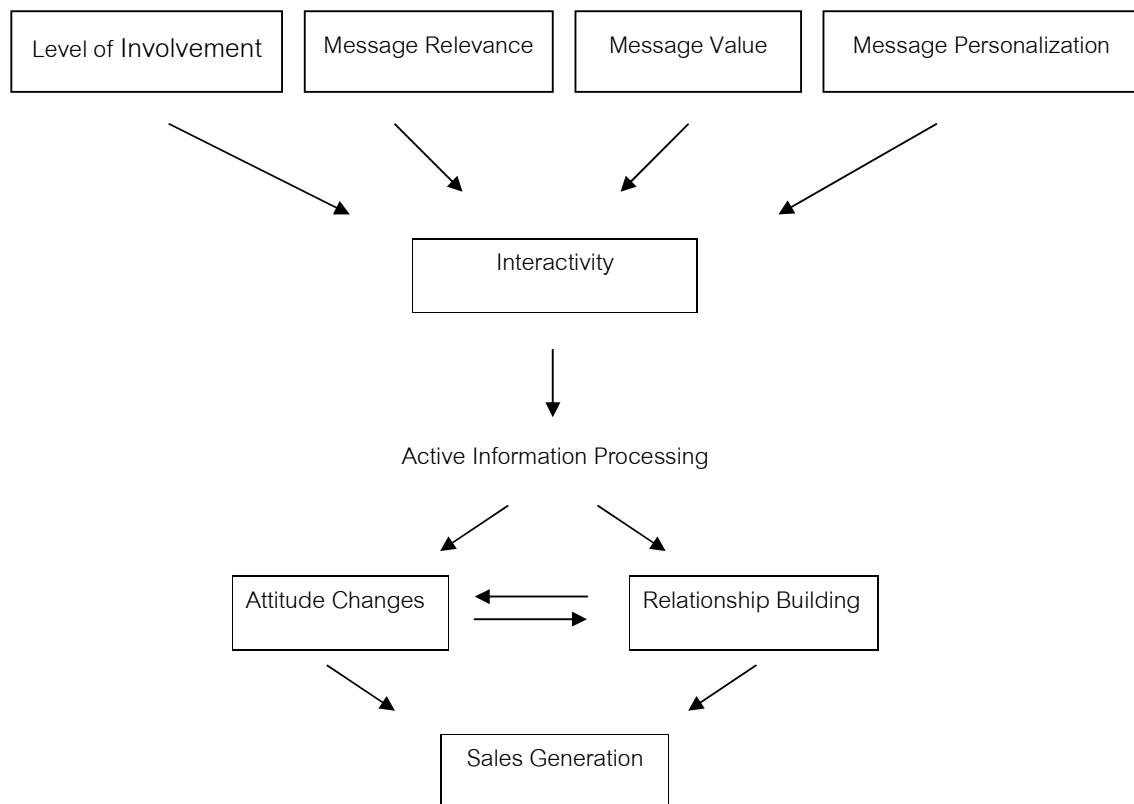 Level of Involvement
Message Relevance
Message Value
Message Personalization
Interactivity
Active Information Processing
Attitude Changes
Relationship Building
Sales Generation